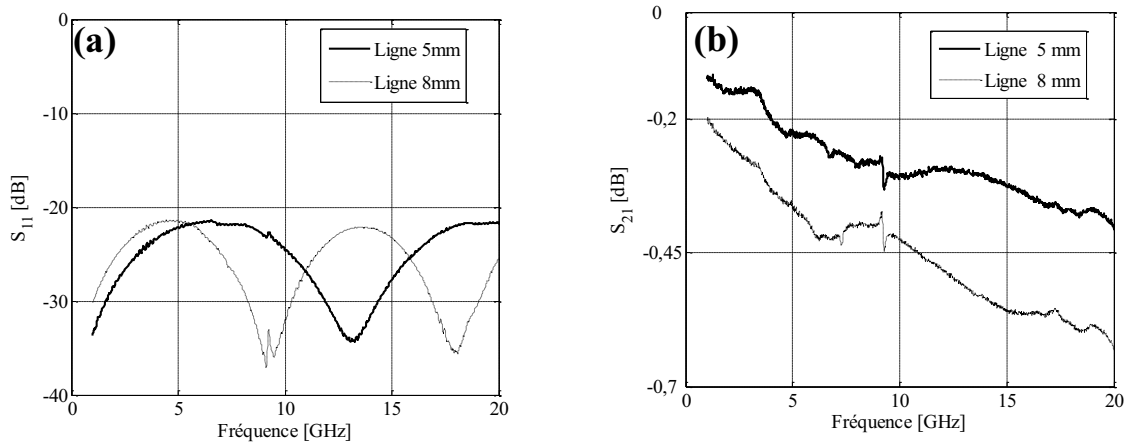 (a)
Ligne 5mm
Ligne 8mm
0
-10
-20
-30
-40
S11 [dB]
0 5 10 15 20
Fréquence [GHz]
(b)
Ligne 5 mm
Ligne 8 mm
0
-0,2
-0,45
-0,7
S21 [dB]
0 5 10 15 20
Fréquence [GHz]